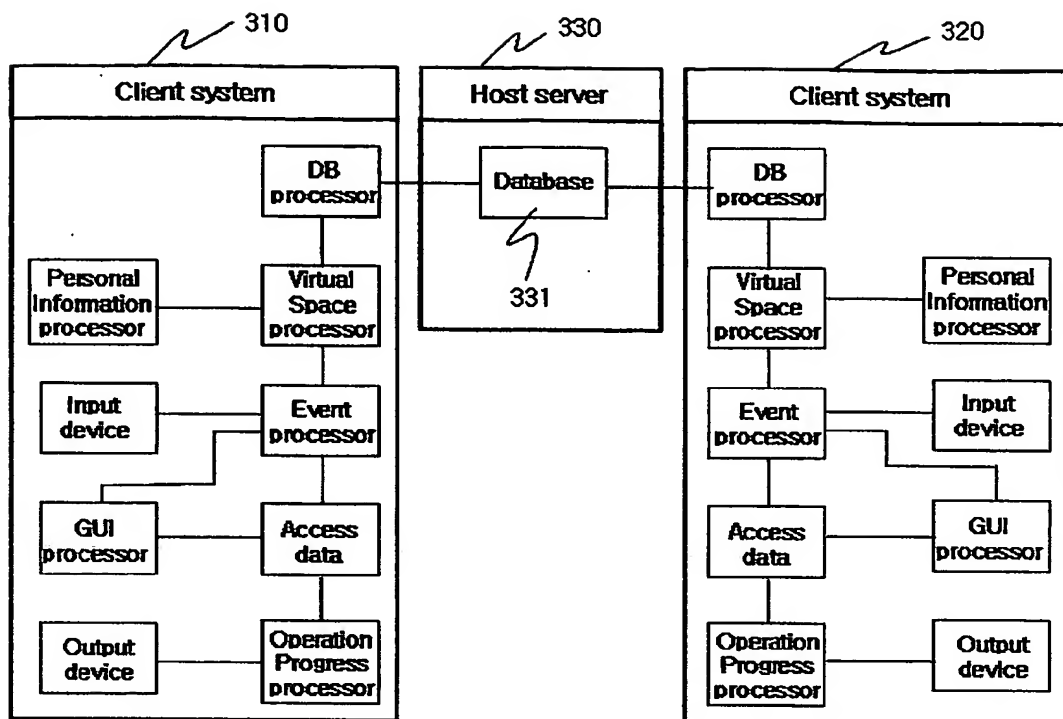 310
330
320
Client system
Host server
Client system
DB
processor
Database
DB
processor
331
Personal
Information
processor
Virtual
Space
processor
Virtual
Space
processor
Personal
Information
processor
Input
device
Event
processor
Event
processor
Input
device
GUI
processor
Access
data
Access
data
GUI
processor
Output
device
Operation
Progress
processor
Operation
Progress
processor
Output
device